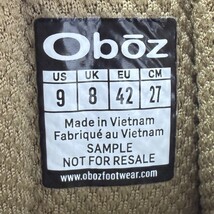 Oboz
US UK EU CM
9 8 42 27
Made in Vietnam
Fabriqué au Vietnam
SAMPLE
NOT FOR RESALE
www.obozfootwear.com